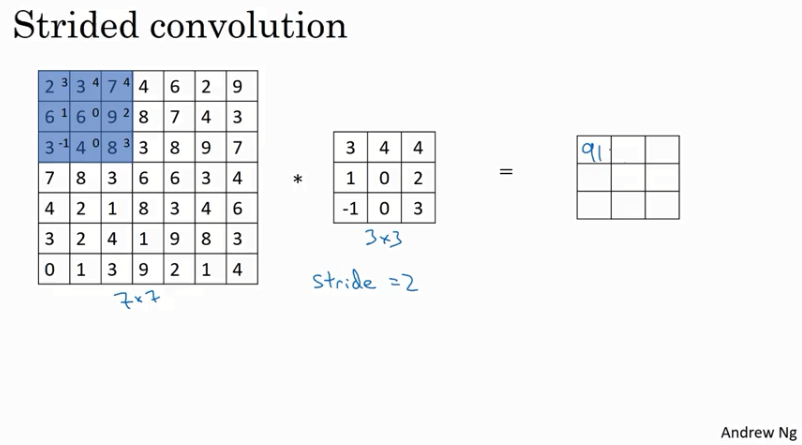 Strided convolution
2 3 3 4 7 4 4 6 2 9
6 1 6 0 9 2 8 7 4 3
3 -1 4 0 8 3 3 8 9 7
7 8 3 6 6 3 4
4 2 1 8 3 4 6
3 2 4 1 9 8 3
0 1 3 9 2 1 4
7×7
*
3 4 4
1 0 2
-1 0 3
3×3
stride = 2
=
91
Andrew Ng